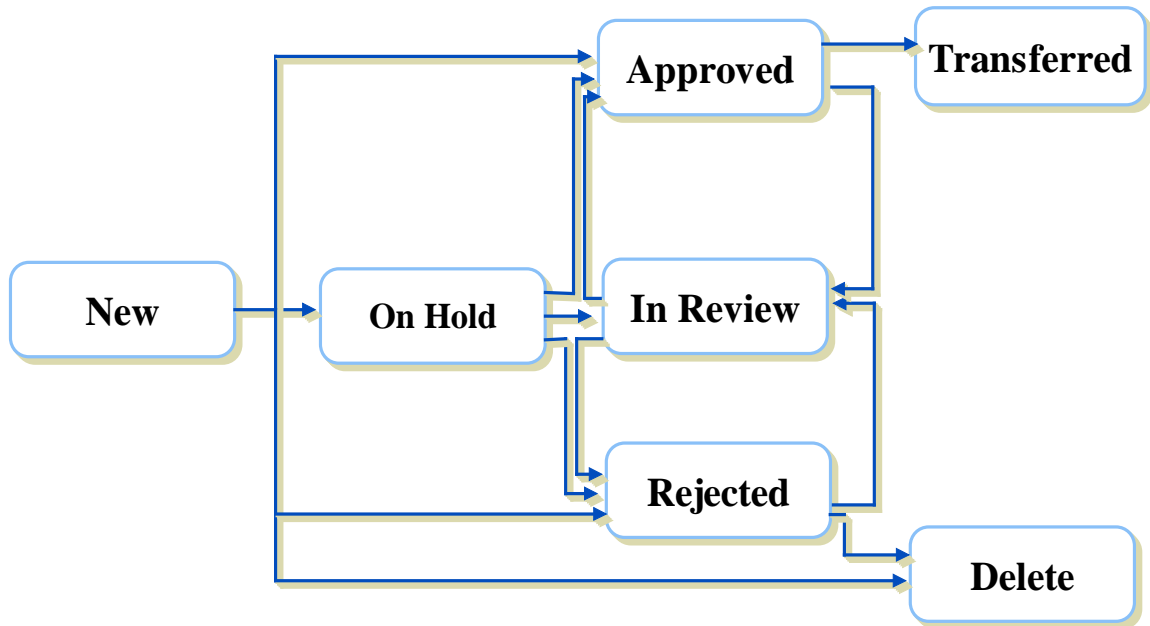 Approved
Transferred
New
On Hold
In Review
Rejected
Delete